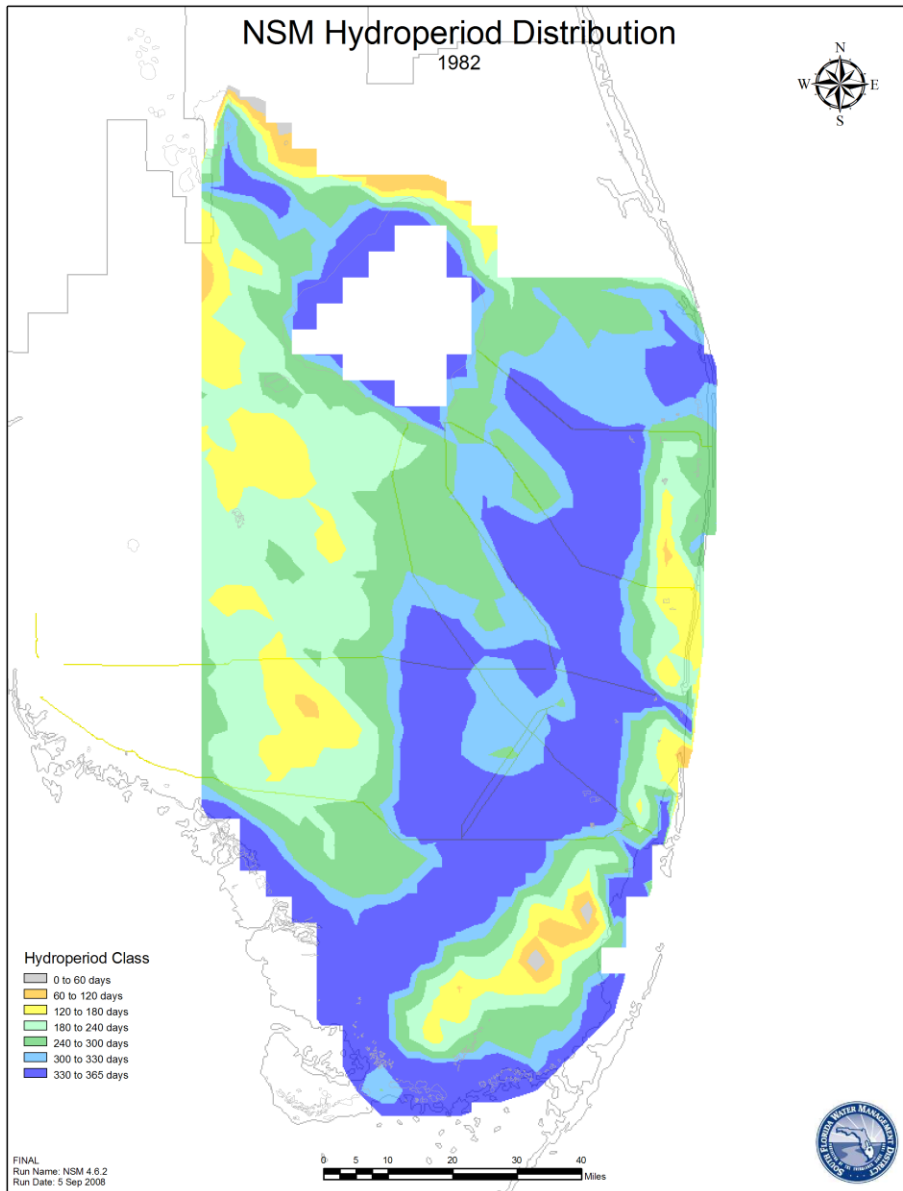 NSM Hydroperiod Distribution
1982
N
W
E
S
Hydroperiod Class
0 to 60 days
60 to 120 days
120 to 180 days
180 to 240 days
240 to 300 days
300 to 330 days
330 to 365 days
FINAL
Run Name: NSM 4.6.2
Run Date: 5 Sep 2008
0 5 10 20 30 40
Miles
SOUTH FLORIDA WATER MANAGEMENT DISTRICT